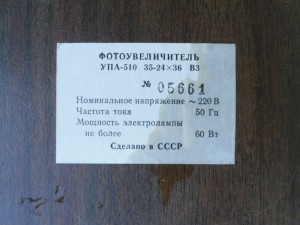 ФОТОУВЕЛИЧИТЕЛЬ
УПА-510 35-24×36 В3
№ 05661
Номинальное напряжение ~ 220 В
Частота тока 50 Гц
Мощность электролампы
не более 60 Вт
Сделано в СССР